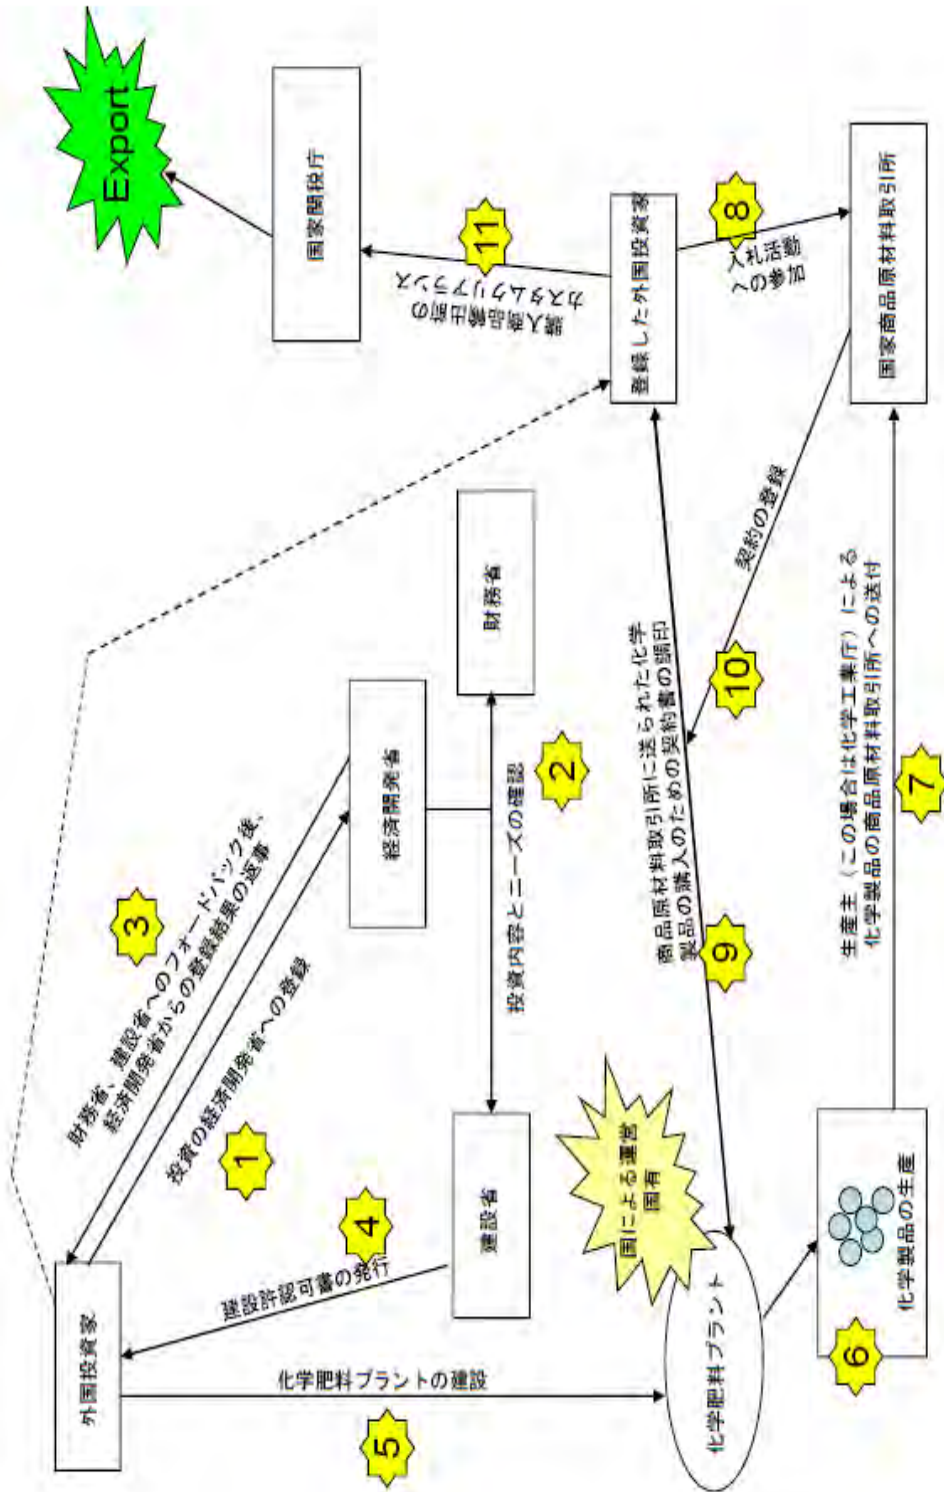 外国投資家
財務省、建設省へのフォードバック後、
経済開発省からの登録結果の返事
3
投資の経済開発省への登録
1
経済開発省
財務省
投資内容とニーズの確認
2
建設省
建設許認可書の発行
4
化学肥料プラントの建設
5
化学肥料プラント
国による運営
国有
化学製品の生産
6
生産主（この場合は化学工業庁）による
化学製品の商品原材料取引所への送付
7
国家商品原材料取引所
入札活動
への参加
8
登録した外国投資家
商品原材料取引所に送られた化学
製品の購入のための契約書の調印
9
契約の登録
10
購入商品輸出前の
カスタムクリアランス
11
国家関税庁
Export